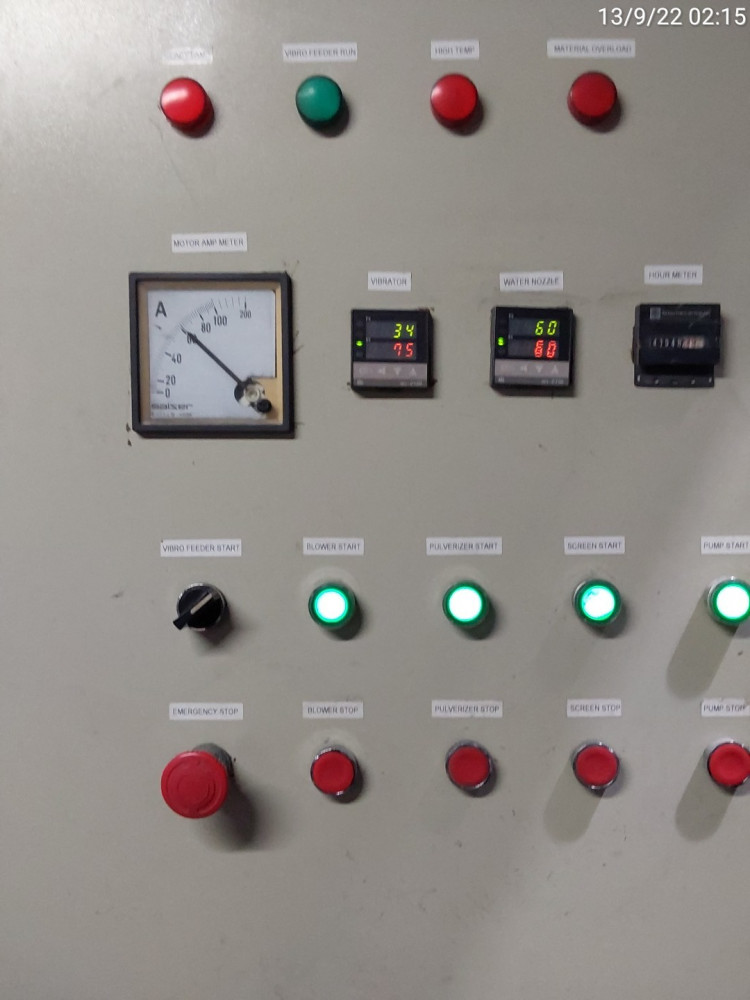 13/9/22 02:15
VIBRO FEEDER RUN
HIGH TEMP
MATERIAL OVERLOAD
MOTOR AMP METER
VIBRATOR
WATER NOZZLE
HOUR METER
A
0
20
40
60
80
100
200
34
75
60
60
VIBRO FEEDER START
BLOWER START
PULVERIZER START
SCREEN START
PUMP START
EMERGENCY STOP
BLOWER STOP
PULVERIZER STOP
SCREEN STOP
PUMP STOP